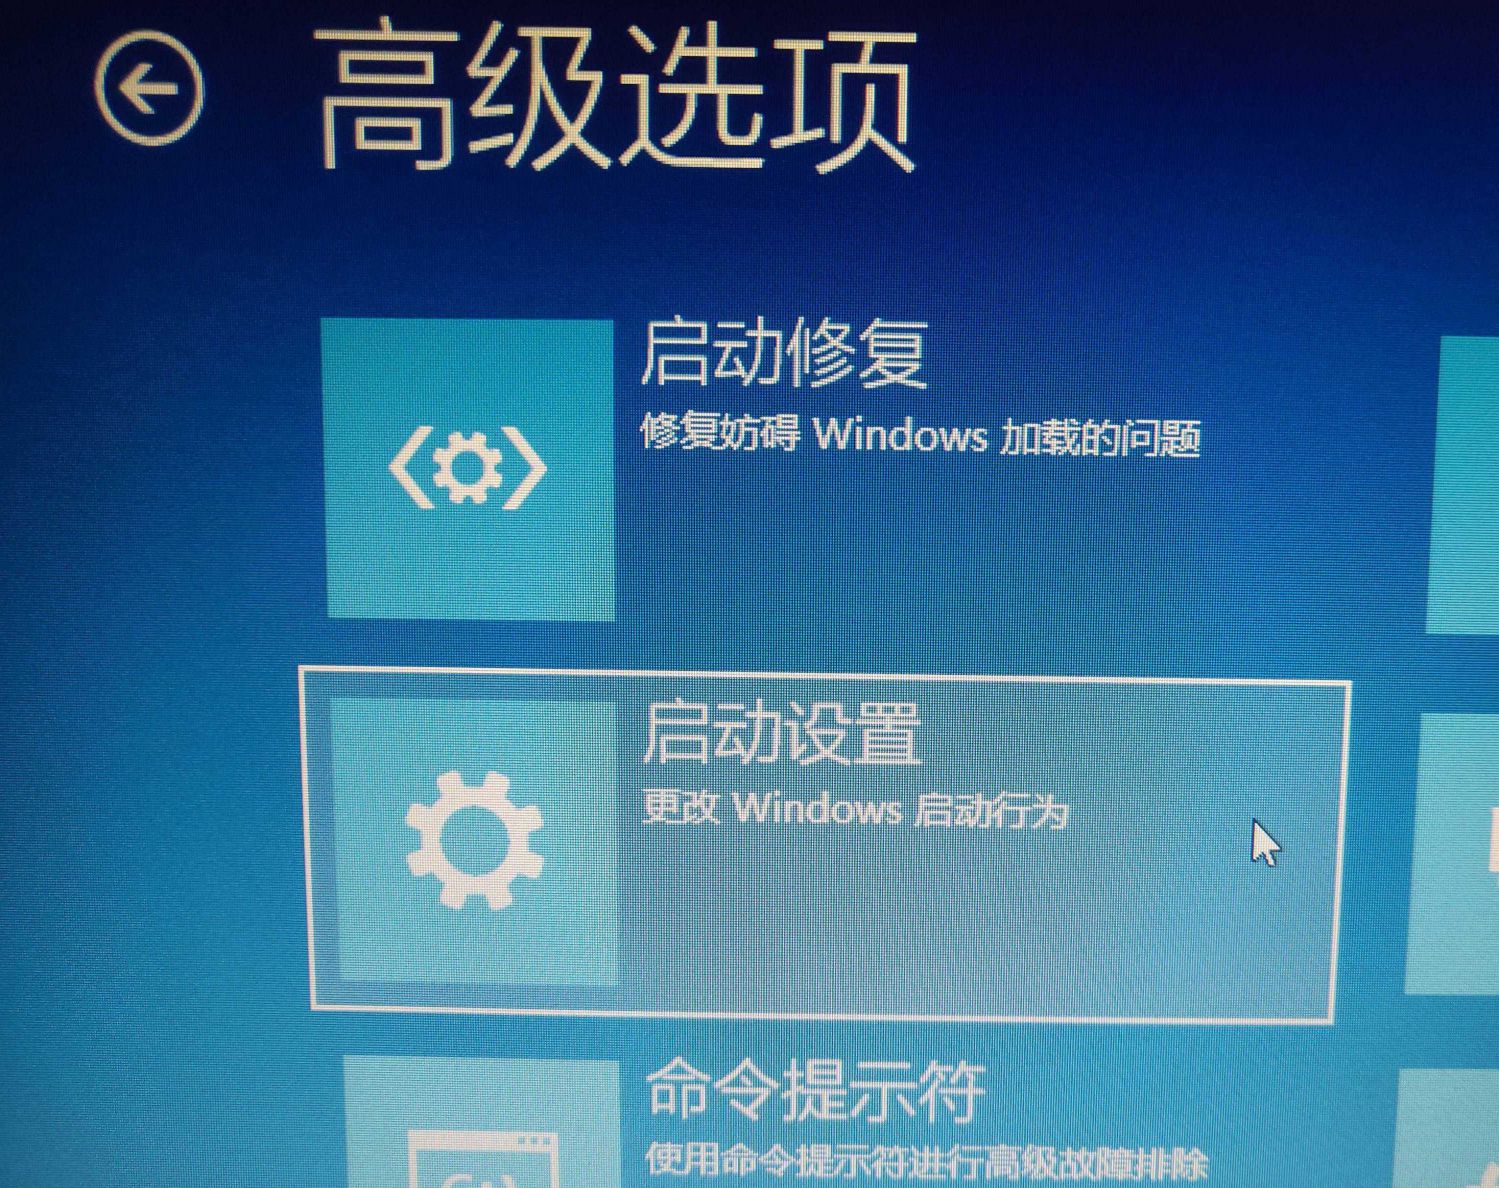 高级选项
启动修复
修复妨碍 Windows 加载的问题
启动设置
更改 Windows 启动行为
命令提示符
使用命令提示符进行高级故障排除